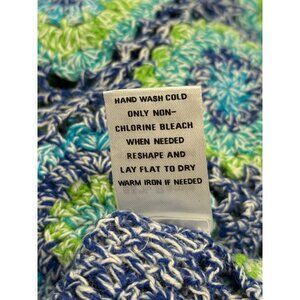 HAND WASH COLD
ONLY NON-
CHLORINE BLEACH
WHEN NEEDED
RESHAPE AND
LAY FLAT TO DRY
WARM IRON IF NEEDED